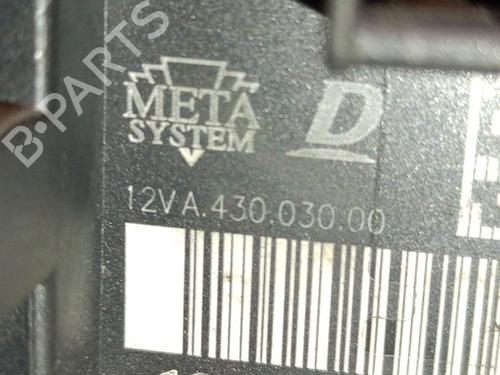 B-PARTS
META
SYSTEM
D
12VA.430.030.00